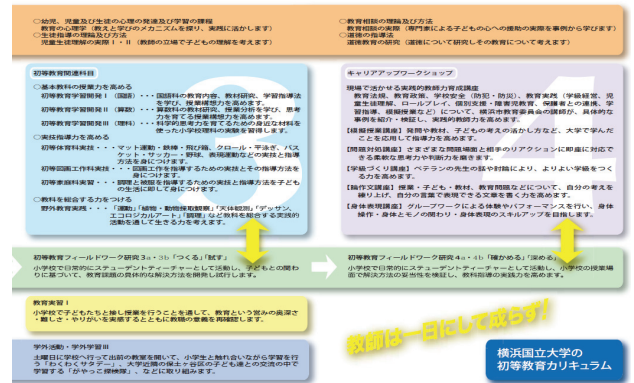 ○幼児、児童及び生徒の心の発達及び学習の課程
教育の心理学（教えと学びのメカニズムを探り、実践に活かします）
○生徒指導の理論及び方法
児童生徒理解の実際Ⅰ・Ⅱ（教師の立場で子どもの理解を考えます）
○教育相談の理論及び方法
教育相談の実際（専門家による子どもの心への援助の実際を事例から学びます）
○道徳の指導法
道徳教育の研究（道徳について研究しその教育について考えます）
初等教育関連科目
○基本教科の授業力を高める
初等教育学習開発Ⅰ（国語）・・・国語科の教育内容、教材研究、学習指導法
を学び、授業構想力を高めます。
初等教育学習開発Ⅱ（算数）・・・算数科の教材研究、授業分析を学び、思考
力を育てる授業構想力を高めます。
初等教育学習開発Ⅲ（理科）・・・科学的思考力を育てるための身近な材料を
使った小学校理科の実験を習得します。
○実技指導力を高める
初等体育科実技・・・マット運動・鉄棒・飛び箱、クロール・平泳ぎ、バス
ケット・サッカー・野球、表現運動などの実技と指導
方法を身につけます。
初等図画工作科実技・・・図画工作を指導するための実技とその指導方法を
身につけます。
初等家庭科実習・・・調理と被服を指導するための実技と指導方法を子ども
の生活に即して身につけます。
○教科を総合する力をつける
野外教育実践・・・「運動」「植物・動物採取観察」「天体観測」「デッサン、
エコロジカルアート」「調理」など教科を総合する実践的
活動を通して生きる力を考えます。
キャリアアップワークショップ
現場で活かせる実践的教師力育成講座
教育法規、教育政策、学校安全（防犯・防災）、教育実践（学級経営、児
童生徒理解、ロールプレイ、個別支援・障害児教育、保護者との連携、学
習指導、模擬授業など）について、横浜市教育委員会の講師が、具体的な
事例を紹介・検証し、実践的教師力を高めます。
【模擬授業講座】発問や教材、子どもの考えの活かし方など、大学で学んだ
ことを応用して指導力を高めます。
【問題対処講座】さまざまな問題場面と相手のリアクションに即座に対応で
きる柔軟な思考力や判断力を磨きます。
【学級づくり講座】ベテランの先生の話や討論により、よりよい学級をつく
る力を高めます。
【論作文講座】授業・子ども・教材、教育問題などについて、自分の考えを
練り上げ、自分の言葉で表現できる文章を書く力を高めます。
【身体表現講座】グループワークによる体験やパフォーマンスを行い、身体
操作・身体とモノの関わり・身体表現のスキルアップを目指します。
初等教育フィールドワーク研究3a・3b「つくる」「試す」
小学校で日常的にスチューデントティーチャーとして活動し、子どもとの関わ
りに基づいて、教育課題の具体的な解決方法を開発し試行します。
初等教育フィールドワーク研究4a・4b「確かめる」「深める」
小学校で日常的にスチューデントティーチャーとして活動し、小学校の授業場
面で解決方法の妥当性を検証し、教科指導の実践力を高めます。
教育実習Ⅰ
小学校で子どもたちと接し授業を行うことを通して、教育という営みの奥深さ
・難しさ・やりがいを実感するとともに教職の意義を再確認します。
学外活動・学外学習Ⅲ
土曜日に学校へ行って出前の教室を開いて、小学生と触れ合いながら学習を行
う「わくわくサタデー」、大学近隣の保土ヶ谷区の子ども達との交流の中で
学習する「がやっこ探検隊」、などに取り組みます。
教師は一日にして成らず!
横浜国立大学の
初等教育カリキュラム